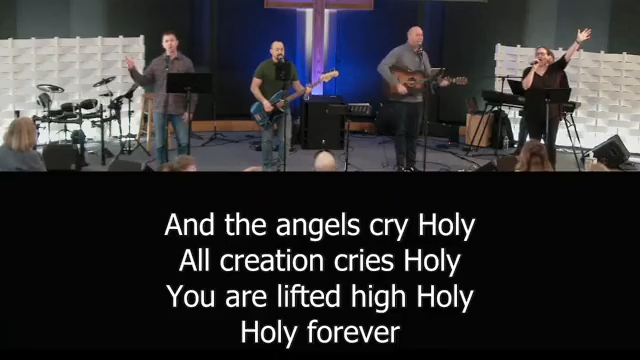 And the angels cry Holy
All creation cries Holy
You are lifted high Holy
Holy forever